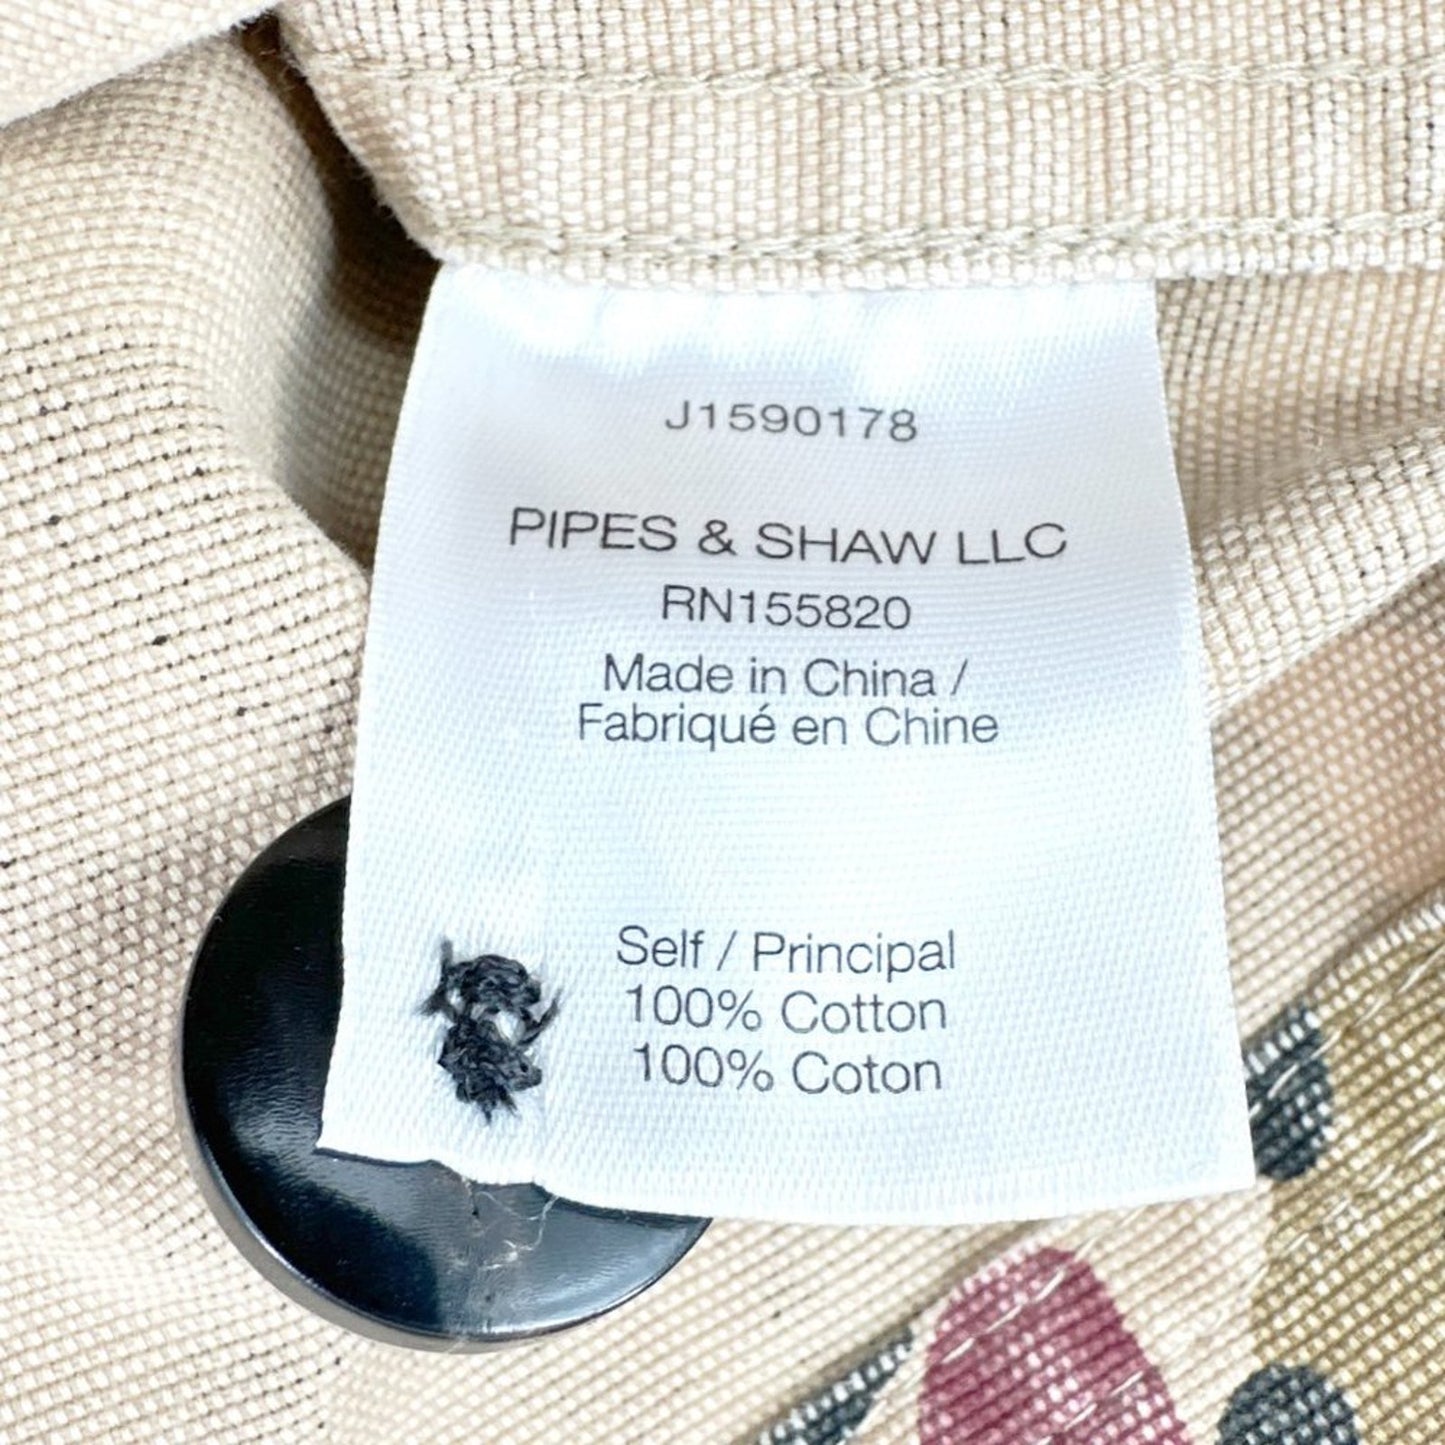 J1590178
PIPES & SHAW LLC
RN155820
Made in China /
Fabriqué en Chine
Self / Principal
100% Cotton
100% Coton